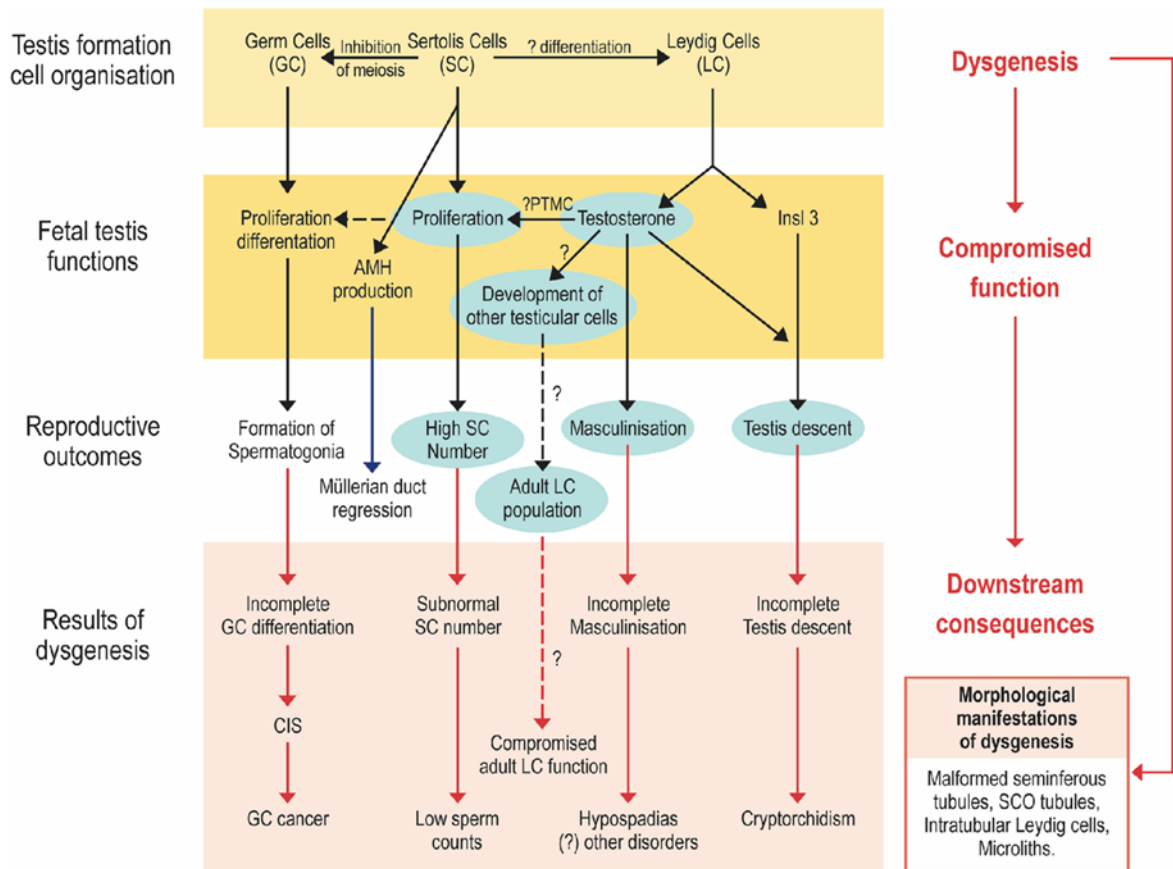 Testis formation
cell organisation
Germ Cells
(GC)
Inhibition
of meiosis
Sertolis Cells
(SC)
? differentiation
Leydig Cells
(LC)
Dysgenesis
Fetal testis
functions
Proliferation
differentation
Proliferation
?PTMC
Testosterone
Insl 3
AMH
production
?
Development of
other testicular cells
Compromised
function
Reproductive
outcomes
Formation of
Spermatogonia
Müllerian duct
regression
High SC
Number
?
Adult LC
population
Masculinisation
Testis descent
Results of
dysgenesis
Incomplete
GC differentiation
Subnormal
SC number
?
Incomplete
Masculinisation
Incomplete
Testis descent
Downstream
consequences
CIS
Compromised
adult LC function
GC cancer
Low sperm
counts
Hypospadias
(?) other disorders
Cryptorchidism
Morphological
manifestations
of dysgenesis
Malformed seminferous
tubules, SCO tubules,
Intratubular Leydig cells,
Microliths.